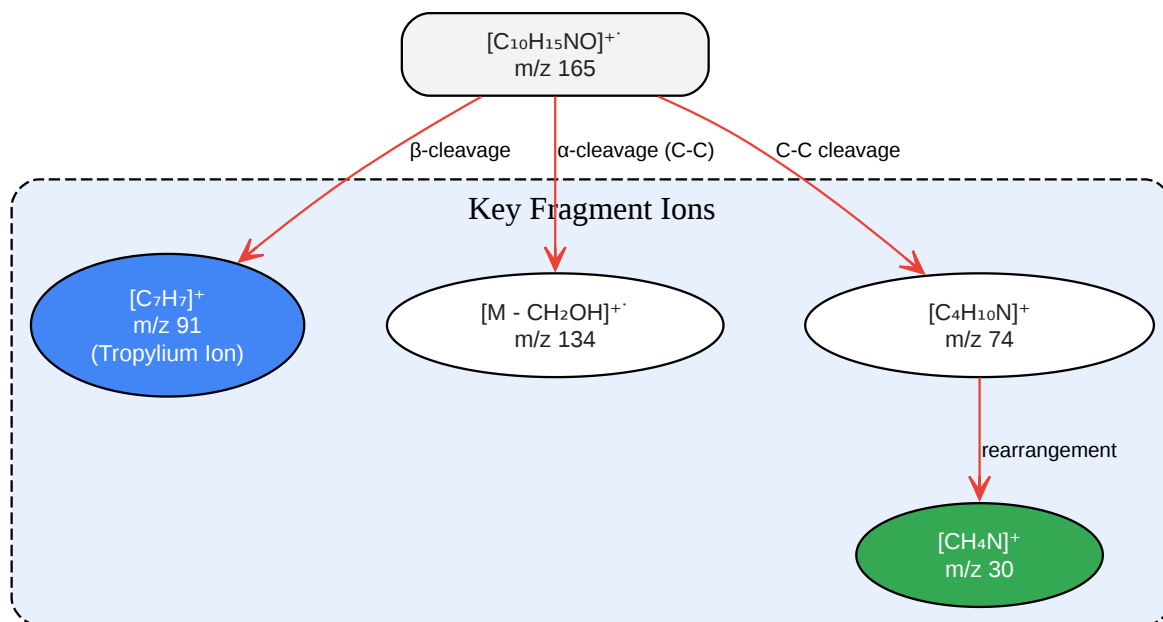 [C₁₀H₁₅NO]⁺˙
m/z 165
β-cleavage
α-cleavage (C-C)
C-C cleavage
Key Fragment Ions
[C₇H₇]⁺
m/z 91
(Tropylium Ion)
[M - CH₂OH]⁺˙
m/z 134
[C₄H₁₀N]⁺
m/z 74
rearrangement
[CH₄N]⁺
m/z 30